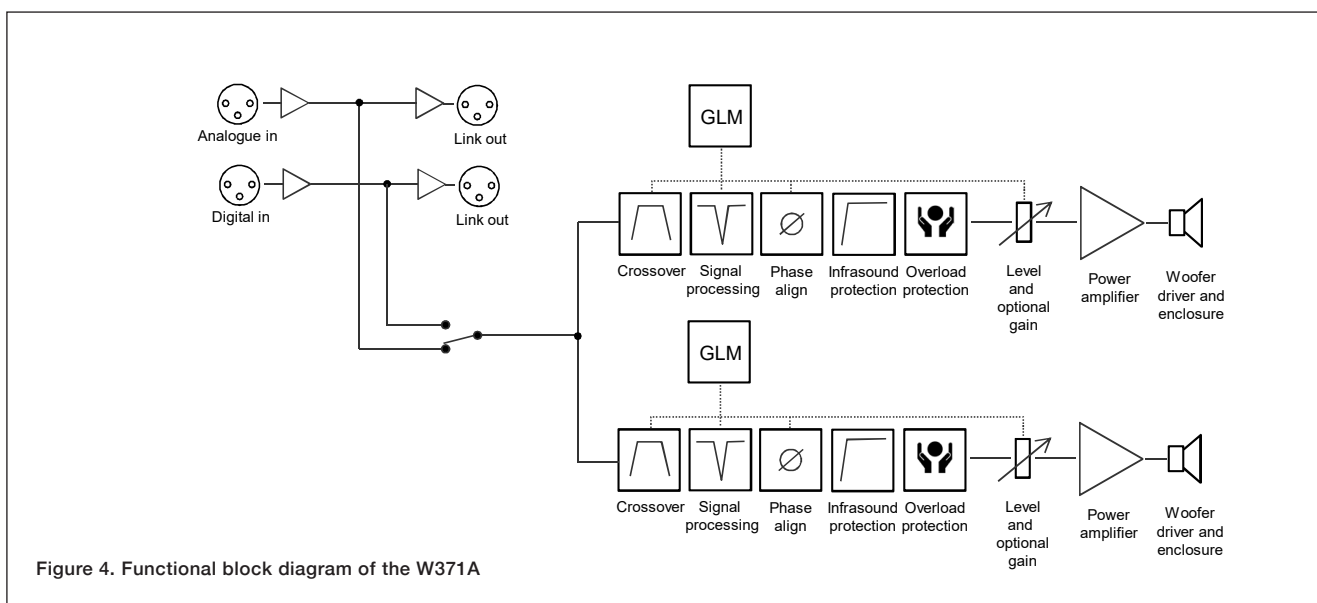 Analogue in
Link out
Digital in
Link out
GLM
Crossover
Signal
processing
Phase
align
Infrasound
protection
Overload
protection
Level
and
optional
gain
Power
amplifier
Woofer
driver and
enclosure
GLM
Crossover
Signal
processing
Phase
align
Infrasound
protection
Overload
protection
Level
and
optional
gain
Power
amplifier
Woofer
driver and
enclosure
Figure 4. Functional block diagram of the W371A